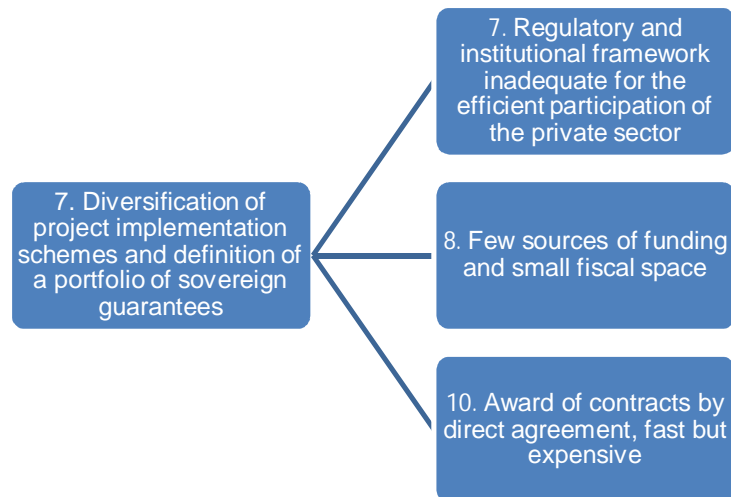 7. Regulatory and
institutional framework
inadequate for the
efficient participation of
the private sector
7. Diversification of
project implementation
schemes and definition of
a portfolio of sovereign
guarantees
8. Few sources of funding
and small fiscal space
10. Award of contracts by
direct agreement, fast but
expensive